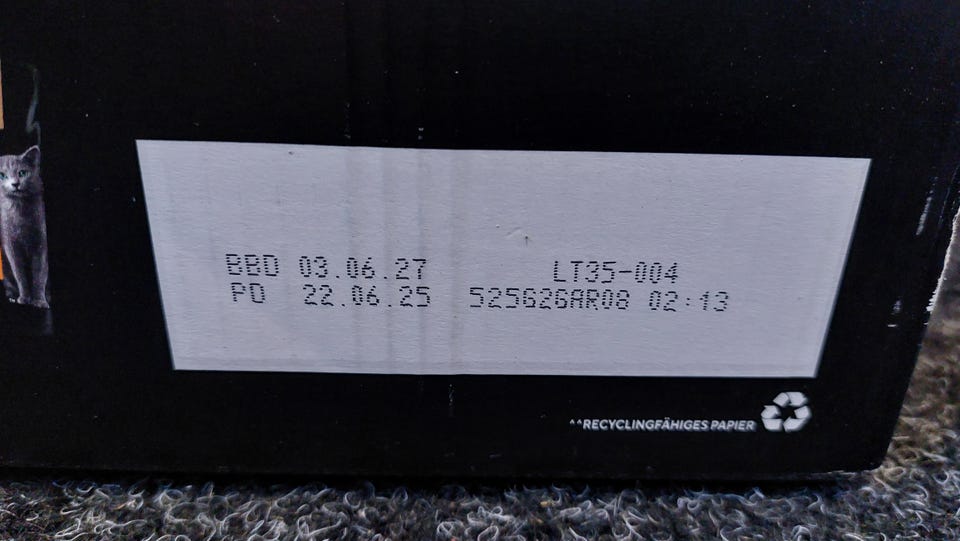 BBD 03.06.27 LT35-004
PD 22.06.25 525626AR08 02:13
^^RECYCLINGFÄHIGES PAPIER